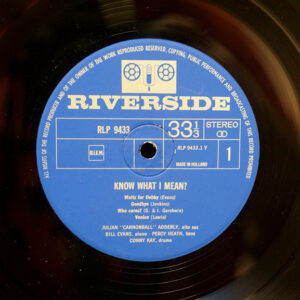 ALL RIGHTS OF THE RECORD PRODUCER AND OF THE OWNER OF THE WORK REPRODUCED RESERVED. COPYING, PUBLIC PERFORMANCE AND BROADCASTING OF THIS RECORD PROHIBITED
RIVERSIDE
RLP 9433
33 1/3
STEREO
B.I.E.M.
RLP 9433.1 Y
1
MADE IN HOLLAND
KNOW WHAT I MEAN?
Waltz for Debby (Evans)
Goodbye (Jenkins)
Who cares? (G. & I. Gershwin)
Venice (Lewis)
JULIAN "CANNONBALL" ADDERLY, alto sax
BILL EVANS, piano - PERCY HEATH, bass
CONNY KAY, drums